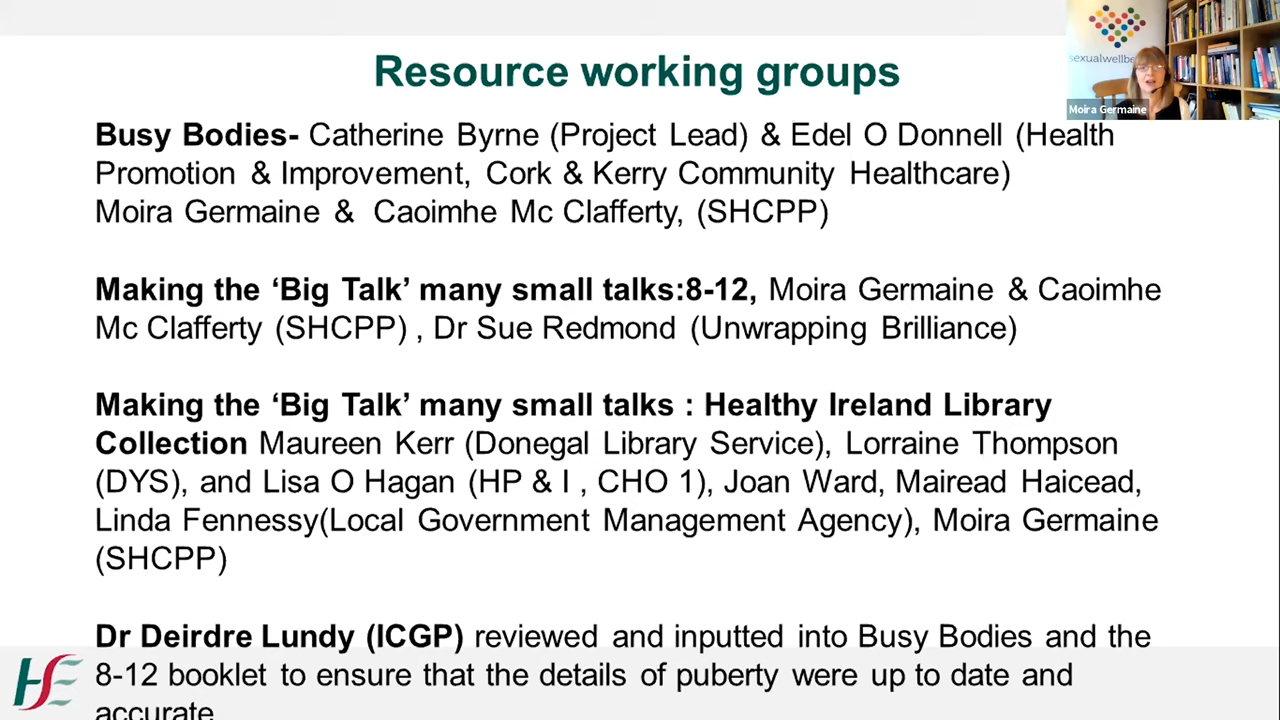 Resource working groups
sexualwellbe
Moira Germaine
Busy Bodies- Catherine Byrne (Project Lead) & Edel O Donnell (Health
Promotion & Improvement, Cork & Kerry Community Healthcare)
Moira Germaine & Caoimhe Mc Clafferty, (SHCPP)
Making the ‘Big Talk’ many small talks:8-12, Moira Germaine & Caoimhe
Mc Clafferty (SHCPP) , Dr Sue Redmond (Unwrapping Brilliance)
Making the ‘Big Talk’ many small talks : Healthy Ireland Library
Collection Maureen Kerr (Donegal Library Service), Lorraine Thompson
(DYS), and Lisa O Hagan (HP & I , CHO 1), Joan Ward, Mairead Haicead,
Linda Fennessy(Local Government Management Agency), Moira Germaine
(SHCPP)
Dr Deirdre Lundy (ICGP) reviewed and inputted into Busy Bodies and the
8-12 booklet to ensure that the details of puberty were up to date and
accurate
HSE